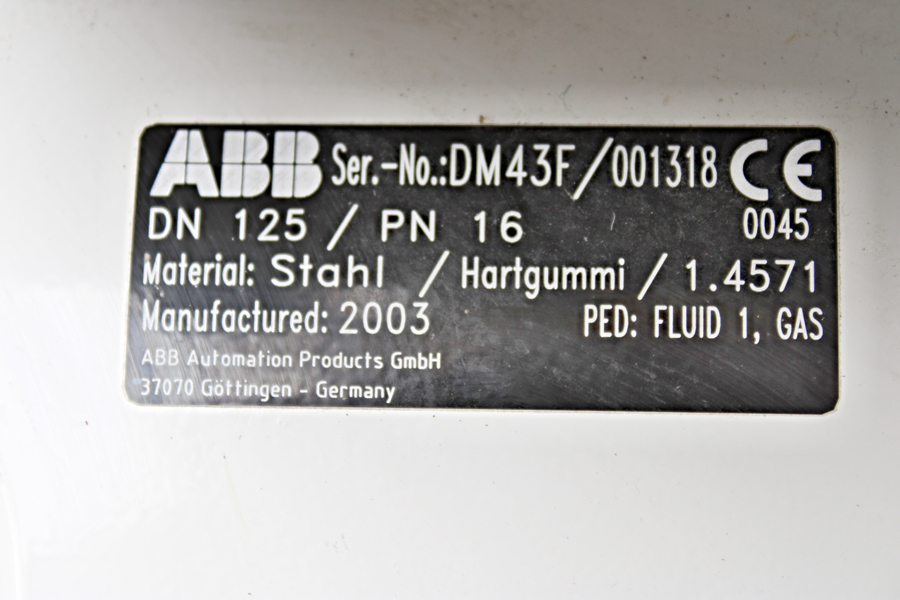 ABB Ser.-No.:DM43F/001318 CE
DN 125 / PN 16 0045
Material: Stahl / Hartgummi / 1.4571
Manufactured: 2003 PED: FLUID 1, GAS
ABB Automation Products GmbH
37070 Göttingen - Germany